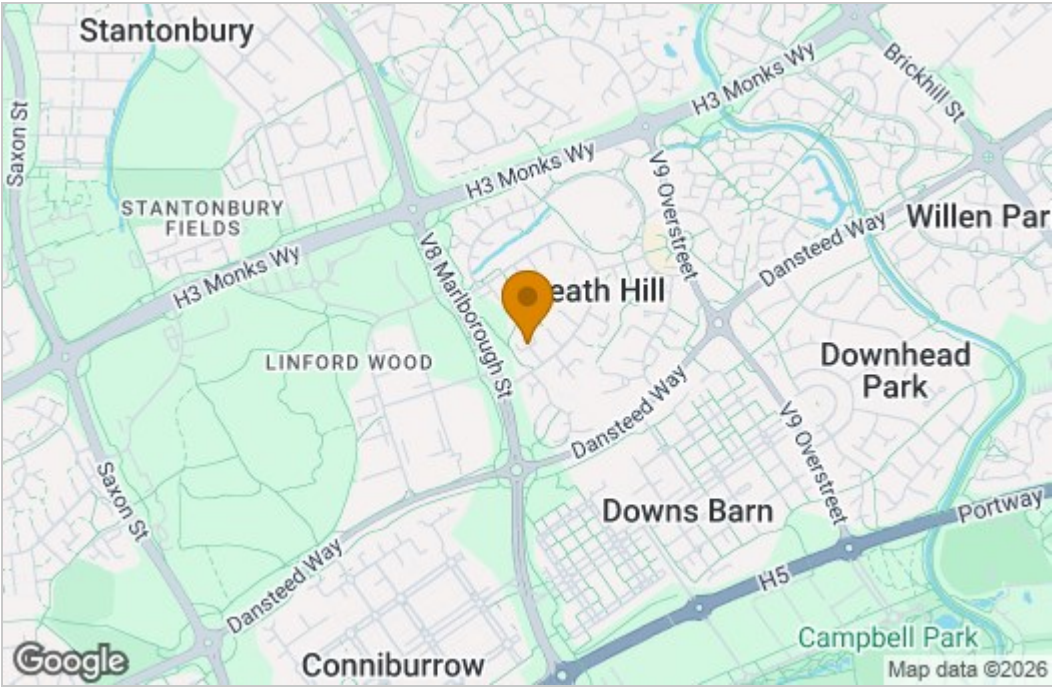 Stantonbury
Saxon St
H3 Monks Wy
Brickhill St
H3 Monks Wy
V9 Overstreet
STANTONBURY
FIELDS
Willen Par
Dansteed Way
V8 Marlborough St
H3 Monks Wy
eath Hill
LINFORD WOOD
Downhead
Park
Dansteed Way
V9 Overstreet
Saxon St
Downs Barn
Portway
H5
Dansteed Way
Campbell Park
Conniburrow
Google
Map data ©2026